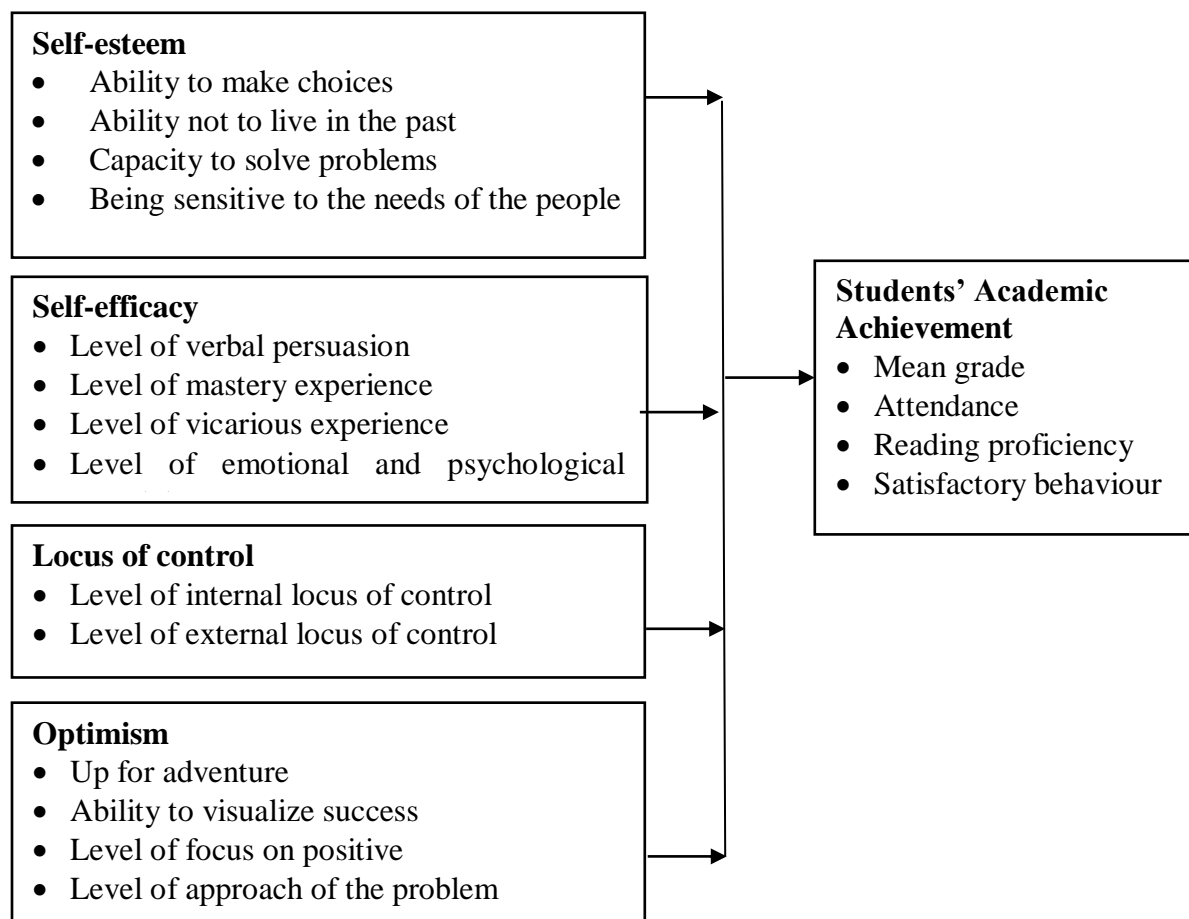 Self-esteem
• Ability to make choices
• Ability not to live in the past
• Capacity to solve problems
• Being sensitive to the needs of the people
Self-efficacy
• Level of verbal persuasion
• Level of mastery experience
• Level of vicarious experience
• Level of emotional and psychological
Locus of control
• Level of internal locus of control
• Level of external locus of control
Optimism
• Up for adventure
• Ability to visualize success
• Level of focus on positive
• Level of approach of the problem
Students’ Academic
Achievement
• Mean grade
• Attendance
• Reading proficiency
• Satisfactory behaviour